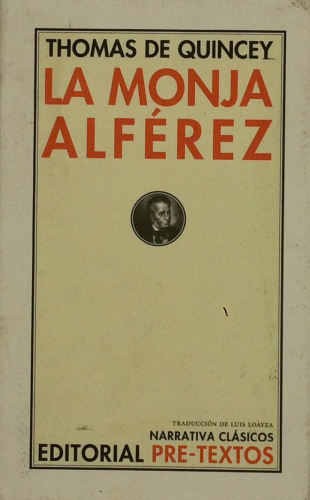 THOMAS DE QUINCEY
LA MONJA
ALFÉREZ
TRADUCCIÓN DE LUIS LOAYZA
NARRATIVA CLÁSICOS
EDITORIAL PRE-TEXTOS